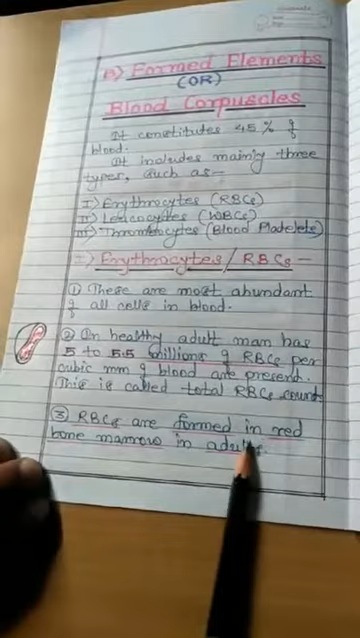 B) Formed Elements
(OR)
Blood Corpuscles
It constitutes 45% of
blood.
It includes mainly three
types, such as—
I) Erythrocytes (RBCs)
II) Leucocytes (WBCs)
III) Thrombocytes (Blood Platelets)
I) Erythrocytes/RBCs—
① These are most abundant
of all cells in blood.
② In healthy adult man has
5 to 5.5 millions of RBCs per
cubic mm of blood are present.
This is called total RBCs count
③ RBCs are formed in red
bone marrow in adults.